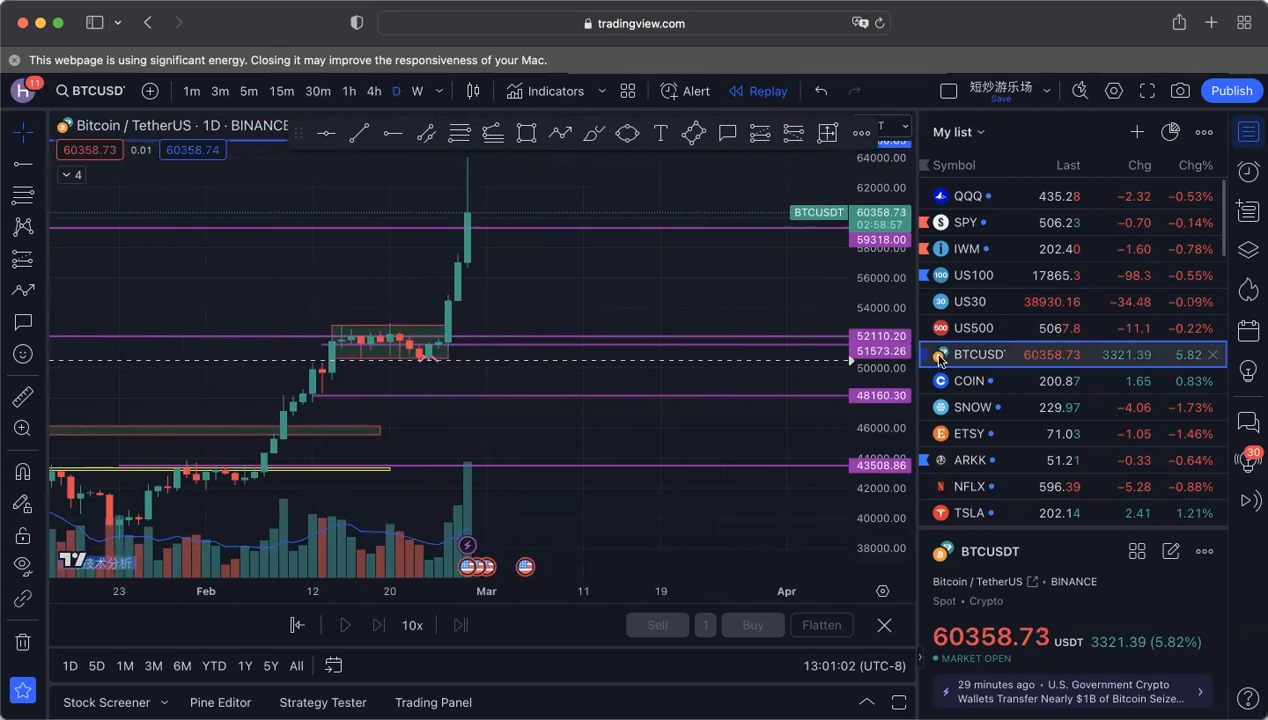 tradingview.com
This webpage is using significant energy. Closing it may improve the responsiveness of your Mac.
H 11 BTCUSD 1m 3m 5m 15m 30m 1h 4h D W Indicators Alert Replay 短炒游乐场 Save Publish
Bitcoin / TetherUS · 1D · BINANCE
T
60358.73 0.01 60358.74
4
64000.00
62000.00
BTCUSDT 60358.73
02:58:57
59318.00
58000.00
56000.00
54000.00
52110.20
51573.26
50000.00
48160.30
46000.00
43508.86
42000.00
40000.00
38000.00
技术分析
23 Feb 12 20 Mar 11 19 Apr
10x Sell 1 Buy Flatten
1D 5D 1M 3M 6M YTD 1Y 5Y All 13:01:02 (UTC-8)
Stock Screener Pine Editor Strategy Tester Trading Panel
My list
Symbol Last Chg Chg%
QQQ 435.28 −2.32 −0.53%
S SPY 506.23 −0.70 −0.14%
IWM 202.40 −1.60 −0.78%
100 US100 17865.3 −98.3 −0.55%
30 US30 38930.16 −34.48 −0.09%
500 US500 5067.8 −11.1 −0.22%
BTCUSD 60358.73 3321.39 5.82
C COIN 200.87 1.65 0.83%
SNOW 229.97 −4.06 −1.73%
E ETSY 71.03 −1.05 −1.46%
ARKK 51.21 −0.33 −0.64%
N NFLX 596.39 −5.28 −0.88%
T TSLA 202.14 2.41 1.21%
BTCUSDT
Bitcoin / TetherUS • BINANCE
Spot • Crypto
60358.73 USDT 3321.39 (5.82%)
MARKET OPEN
29 minutes ago • U.S. Government Crypto
Wallets Transfer Nearly $1B of Bitcoin Seize...
30